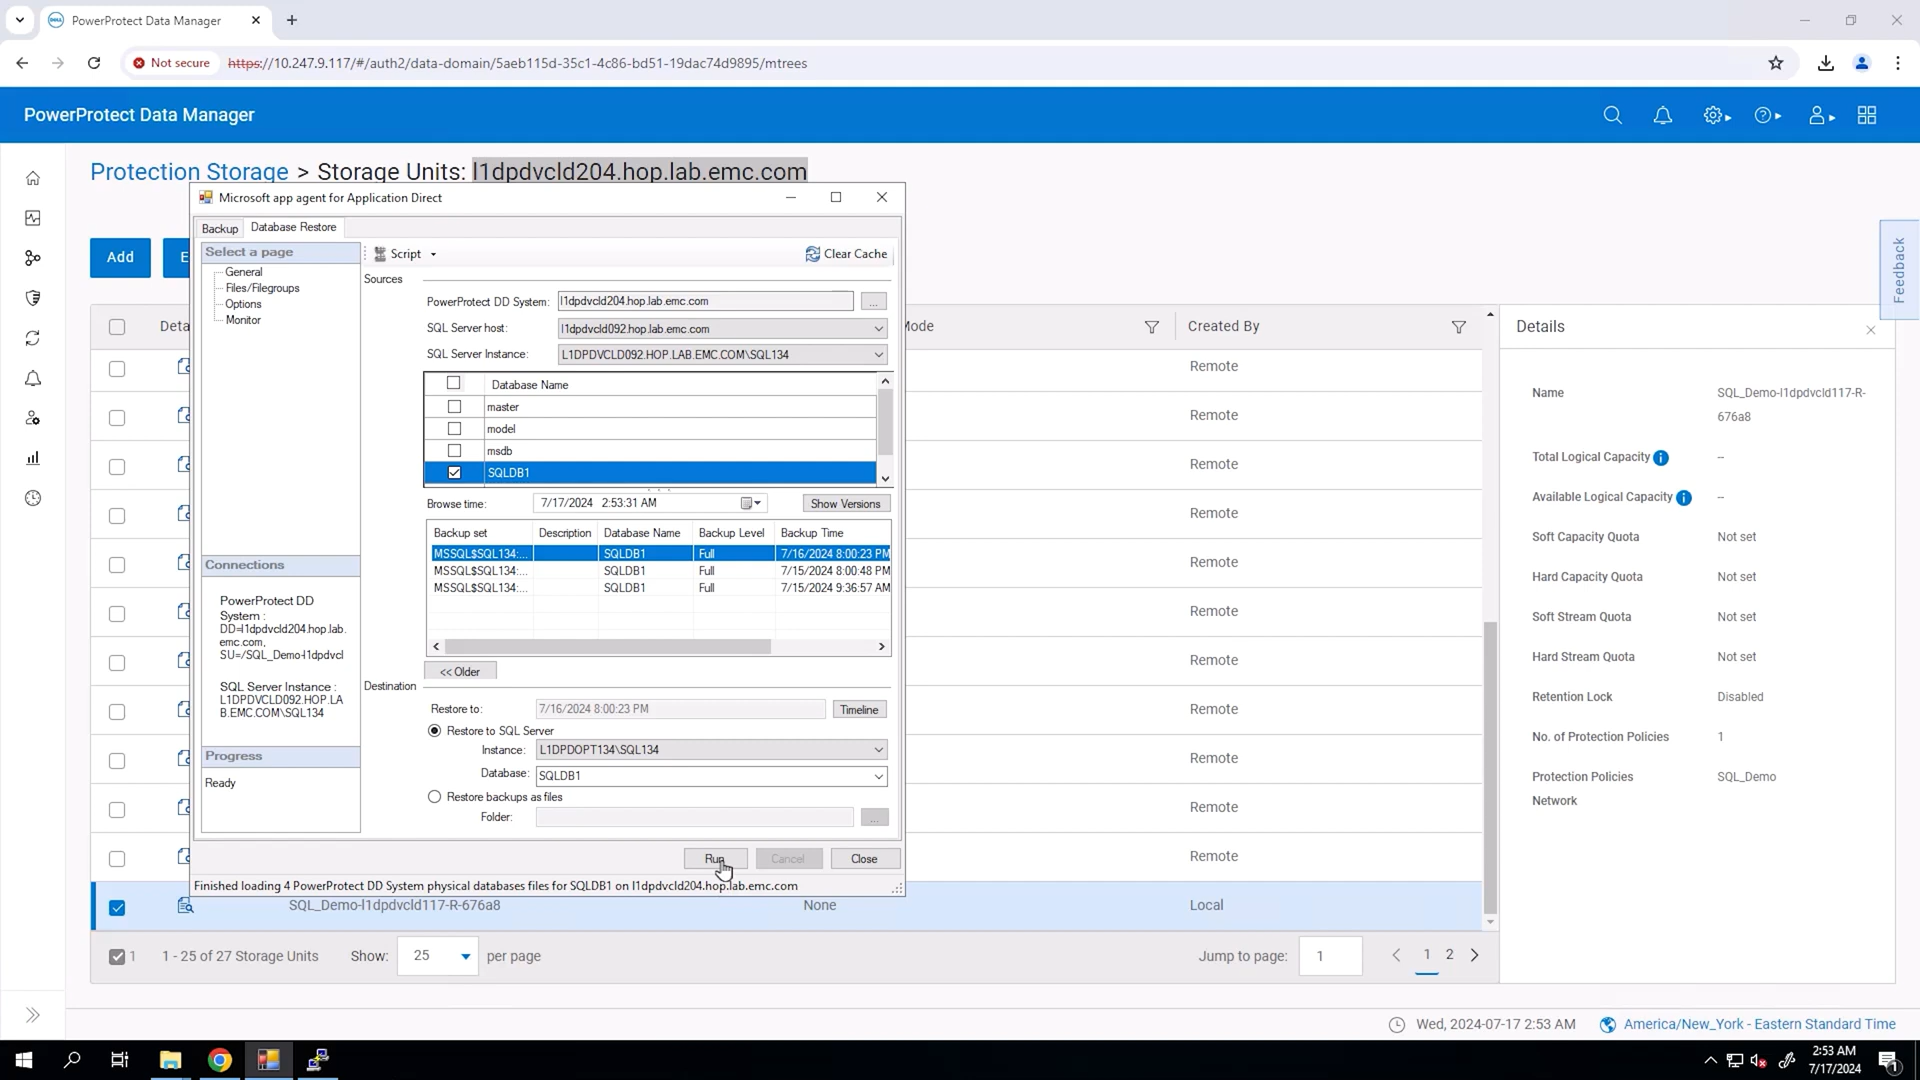 PowerProtect Data Manager
Not secure
https://10.247.9.117/#/auth2/data-domain/5aeb115d-35c1-4c86-bd51-19dac74d9895/mtrees
PowerProtect Data Manager
Protection Storage > Storage Units: l1dpdvcld204.hop.lab.emc.com
Microsoft app agent for Application Direct
Backup
Database Restore
Add
E
Select a page
General
Files/Filegroups
Options
Monitor
Script
Clear Cache
Sources
PowerProtect DD System:
l1dpdvcld204.hop.lab.emc.com
...
SQL Server host:
l1dpdvcld092.hop.lab.emc.com
SQL Server Instance:
L1DPDVCLD092.HOP.LAB.EMC.COM\SQL134
Database Name
master
model
msdb
SQLDB1
Browse time:
7/17/2024 2:53:31 AM
Show Versions
Backup set Description Database Name Backup Level Backup Time
MSSQL$SQL134:... SQLDB1 Full 7/16/2024 8:00:23 PM
MSSQL$SQL134:... SQLDB1 Full 7/15/2024 8:00:48 PM
MSSQL$SQL134:... SQLDB1 Full 7/15/2024 9:36:57 AM
<< Older
Connections
PowerProtect DD
System :
DD=l1dpdvcld204.hop.lab.
emc.com,
SU=/SQL_Demo-l1dpdvcl
SQL Server Instance :
L1DPDVCLD092.HOP.LA
B.EMC.COM\SQL134
Progress
Ready
Destination
Restore to:
7/16/2024 8:00:23 PM
Timeline
Restore to SQL Server
Instance:
L1DPDOPT134\SQL134
Database:
SQLDB1
Restore backups as files
Folder:
...
Run
Cancel
Close
Finished loading 4 PowerProtect DD System physical databases files for SQLDB1 on l1dpdvcld204.hop.lab.emc.com
Deta
Mode
Created By
Remote
Remote
Remote
Remote
Remote
Remote
Remote
Remote
Remote
Remote
Remote
SQL_Demo-l1dpdvcld117-R-676a8
None
Local
1
1 - 25 of 27 Storage Units
Show:
25
per page
Jump to page:
1
1
2
Feedback
Details
Name
SQL_Demo-l1dpdvcld117-R-
676a8
Total Logical Capacity
--
Available Logical Capacity
--
Soft Capacity Quota
Not set
Hard Capacity Quota
Not set
Soft Stream Quota
Not set
Hard Stream Quota
Not set
Retention Lock
Disabled
No. of Protection Policies
1
Protection Policies
SQL_Demo
Network
Wed, 2024-07-17 2:53 AM
America/New_York - Eastern Standard Time
2:53 AM
7/17/2024
1